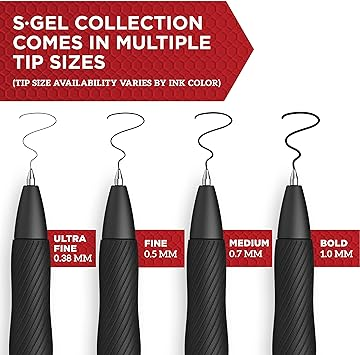 S·GEL COLLECTION
COMES IN MULTIPLE
TIP SIZES
(TIP SIZE AVAILABILITY VARIES BY INK COLOR)
ULTRA
FINE
0.38 MM
FINE
0.5 MM
MEDIUM
0.7 MM
BOLD
1.0 MM